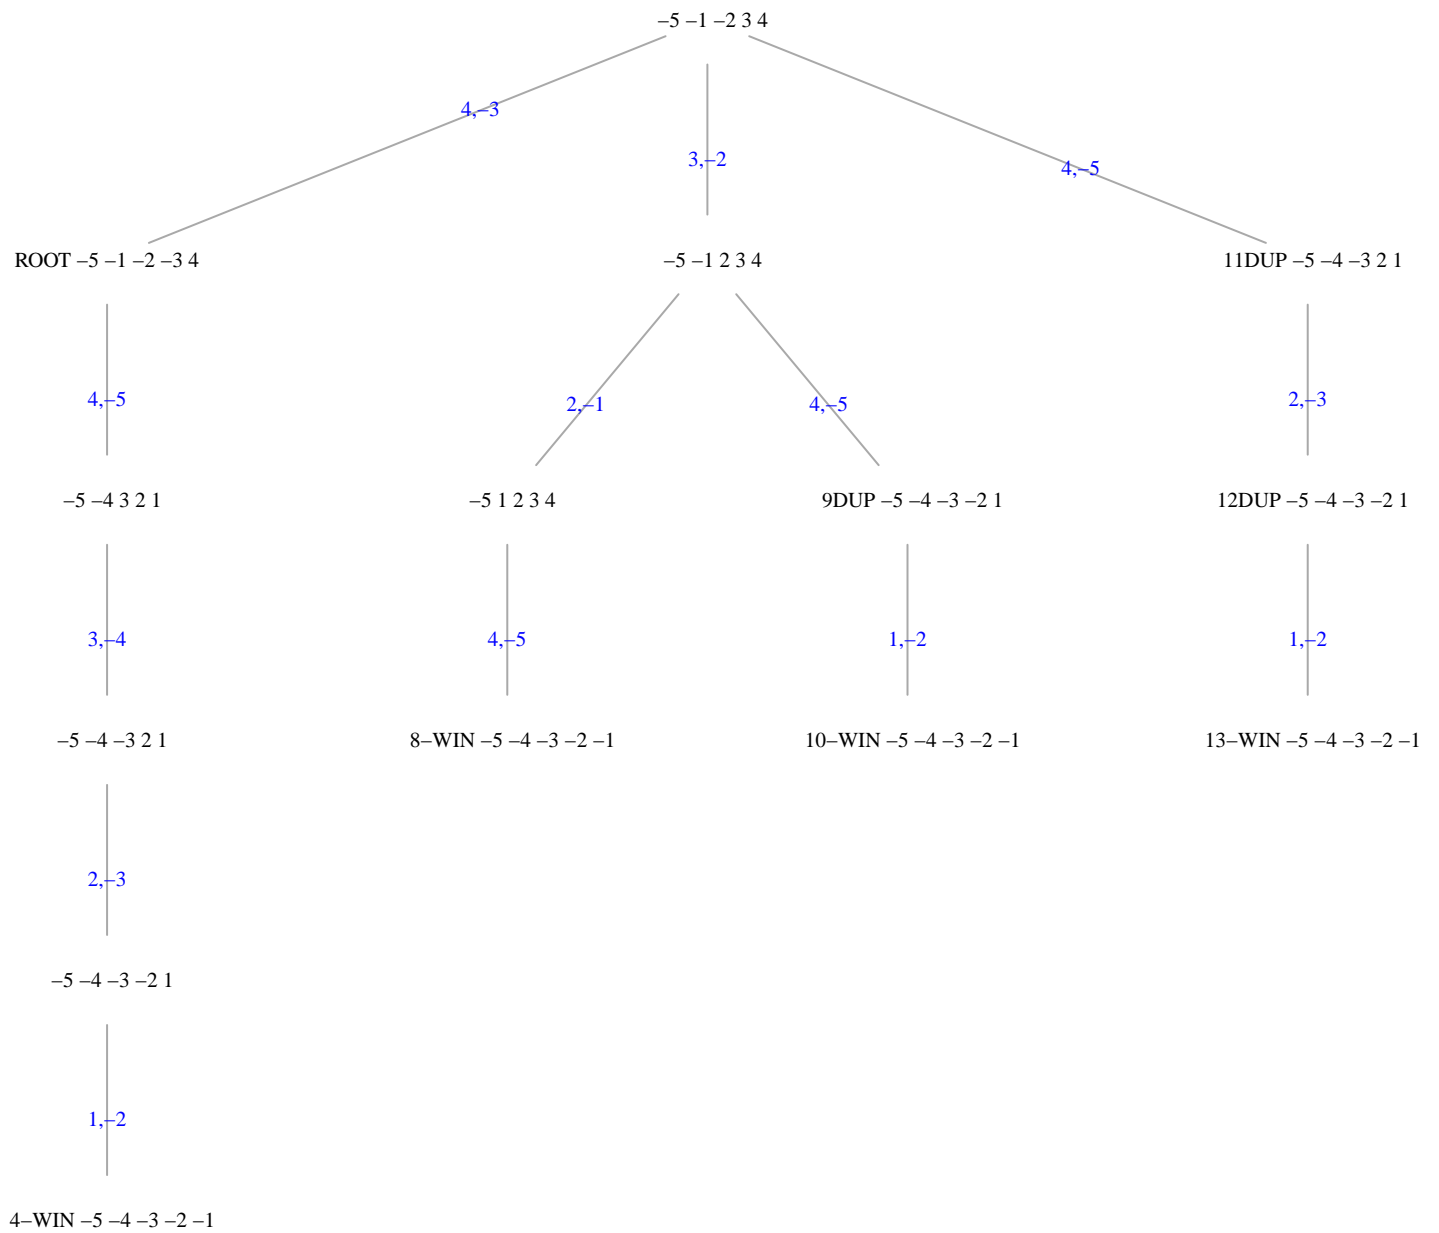 –5 –1 –2 3 4
4,–3
3,–2
4,–5
ROOT –5 –1 –2 –3 4
–5 –1 2 3 4
11DUP –5 –4 –3 2 1
4,–5
2,–1
4,–5
2,–3
–5 –4 3 2 1
–5 1 2 3 4
9DUP –5 –4 –3 –2 1
12DUP –5 –4 –3 –2 1
3,–4
4,–5
1,–2
1,–2
–5 –4 –3 2 1
8–WIN –5 –4 –3 –2 –1
10–WIN –5 –4 –3 –2 –1
13–WIN –5 –4 –3 –2 –1
2,–3
–5 –4 –3 –2 1
1,–2
4–WIN –5 –4 –3 –2 –1